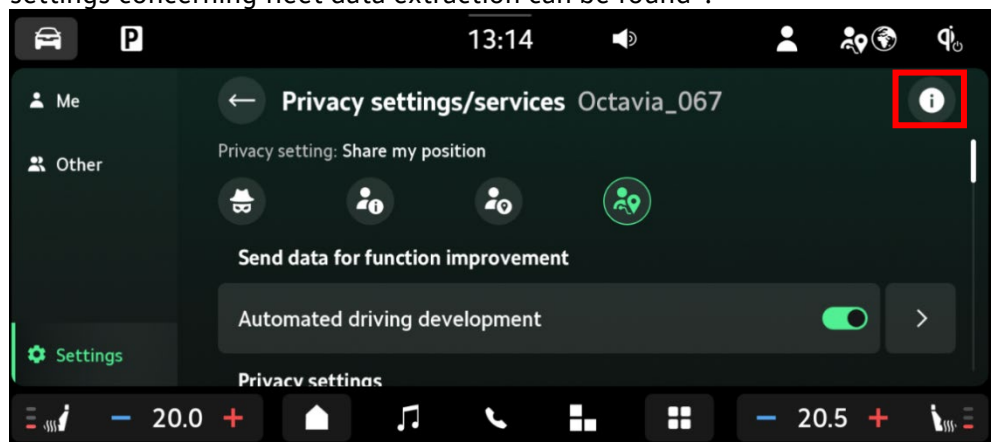 settings concerning fleet data extraction can be found".
P
13:14
Me
Privacy settings/services Octavia_067
Other
Privacy setting: Share my position
Send data for function improvement
Automated driving development
Settings
Privacy settings
− 20.0 +
− 20.5 +